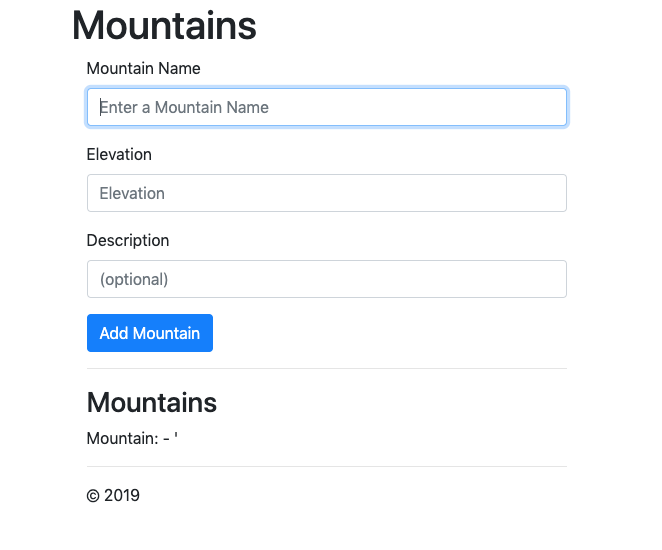 Mountains
Mountain Name
Enter a Mountain Name
Elevation
Elevation
Description
(optional)
Add Mountain
Mountains
Mountain: - '
© 2019